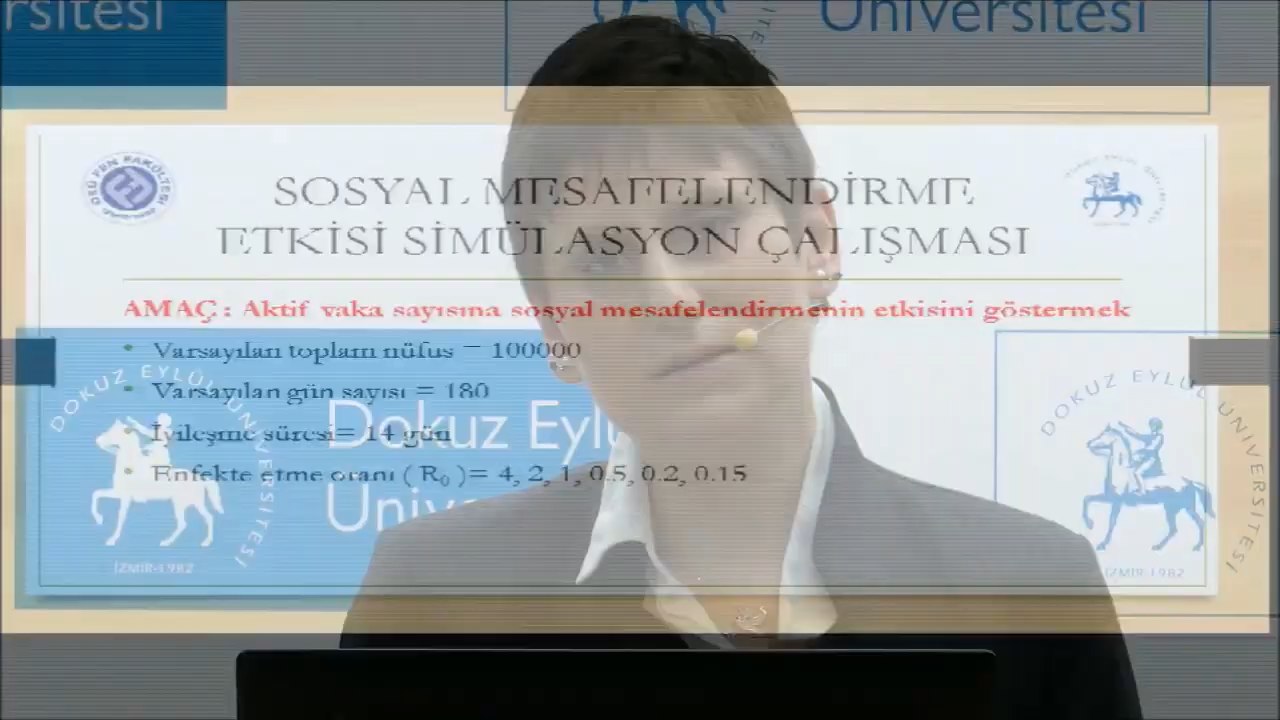 rsitesi
Üniversitesi
SOSYAL MESAFELENDİRME
ETKİSİ SİMÜLASYON ÇALIŞMASI
AMAÇ : Aktif vaka sayısına sosyal mesafelendirmenin etkisini göstermek
• Varsayılan toplam nüfus = 100000
• Varsayılan gün sayısı = 180
• İyileşme süresi= 14 gün
• Enfekte etme oranı ( R₀ )= 4, 2, 1, 0.5, 0.2, 0.15
DOKUZ EYLÜL ÜNİVERSİTESİ
İZMİR-1982
Dokuz Eylü
Üniv
DOKUZ EYLÜL ÜNİVERSİTESİ
İZMİR-1982